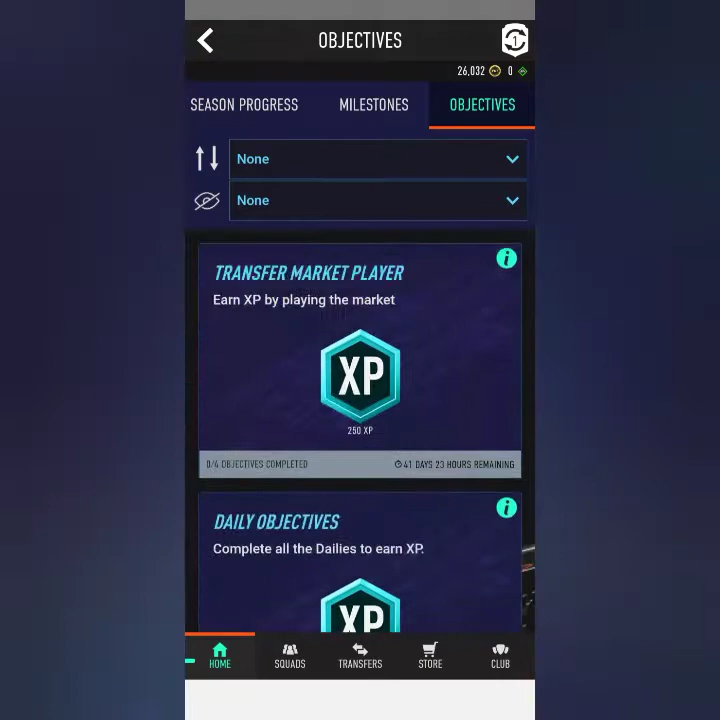 OBJECTIVES
1
26,032 0
SEASON PROGRESS MILESTONES OBJECTIVES
None
None
TRANSFER MARKET PLAYER
Earn XP by playing the market
XP
250 XP
0/4 OBJECTIVES COMPLETED 41 DAYS 23 HOURS REMAINING
DAILY OBJECTIVES
Complete all the Dailies to earn XP.
XP
HOME SQUADS TRANSFERS STORE CLUB